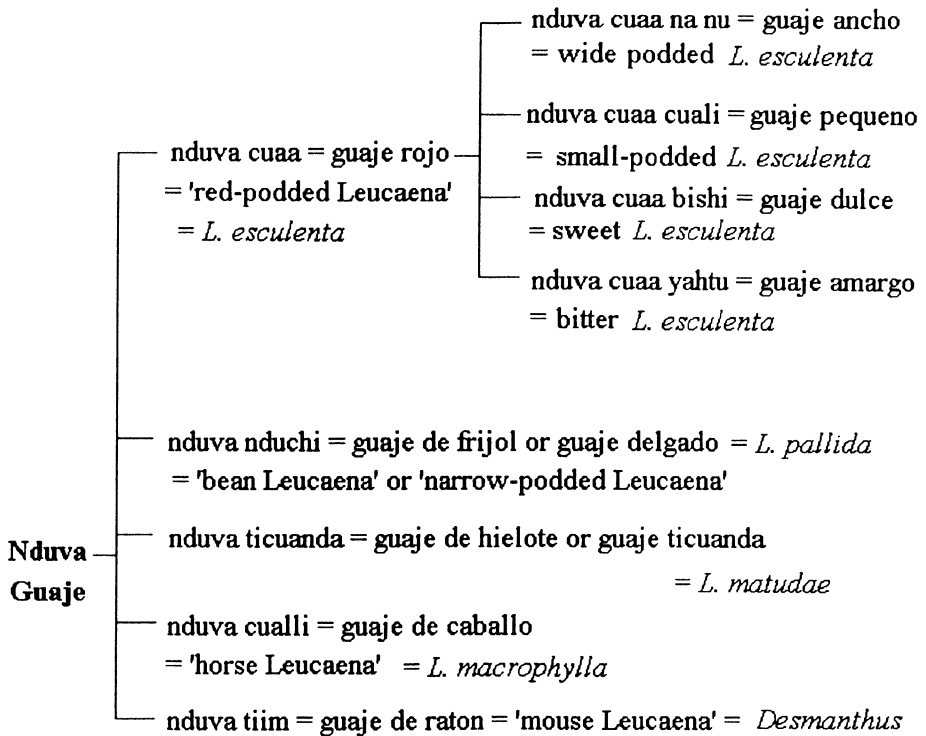 nduva cuaa na nu = guaje ancho
= wide podded L. esculenta
nduva cuaa cuali = guaje pequeno
= small-podded L. esculenta
nduva cuaa bishi = guaje dulce
= sweet L. esculenta
nduva cuaa yahtu = guaje amargo
= bitter L. esculenta
nduva cuaa = guaje rojo
= 'red-podded Leucaena'
= L. esculenta
nduva nduchi = guaje de frijol or guaje delgado = L. pallida
= 'bean Leucaena' or 'narrow-podded Leucaena'
Nduva
Guaje
nduva ticuanda = guaje de hielote or guaje ticuanda
= L. matudae
nduva cualli = guaje de caballo
= 'horse Leucaena' = L. macrophylla
nduva tiim = guaje de raton = 'mouse Leucaena' = Desmanthus